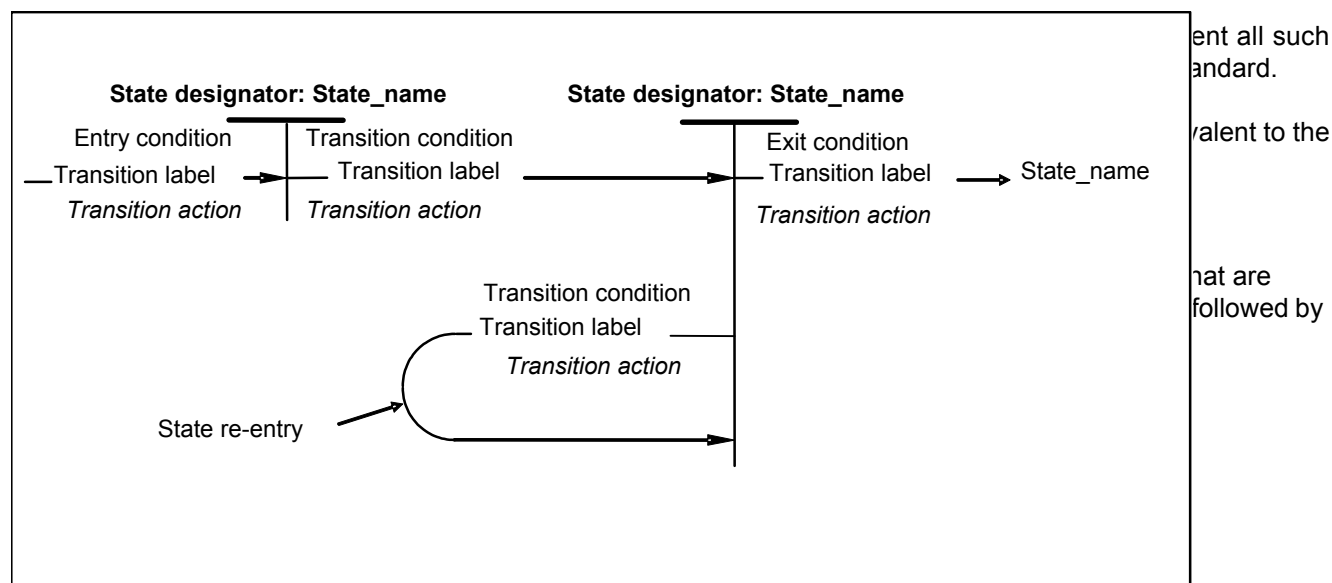 ent all such
andard.
State designator: State_name State designator: State_name
valent to the
Entry condition Transition condition Exit condition
Transition label Transition label Transition label State_name
Transition action Transition action Transition action
hat are
Transition condition
followed by
Transition label
Transition action
State re-entry